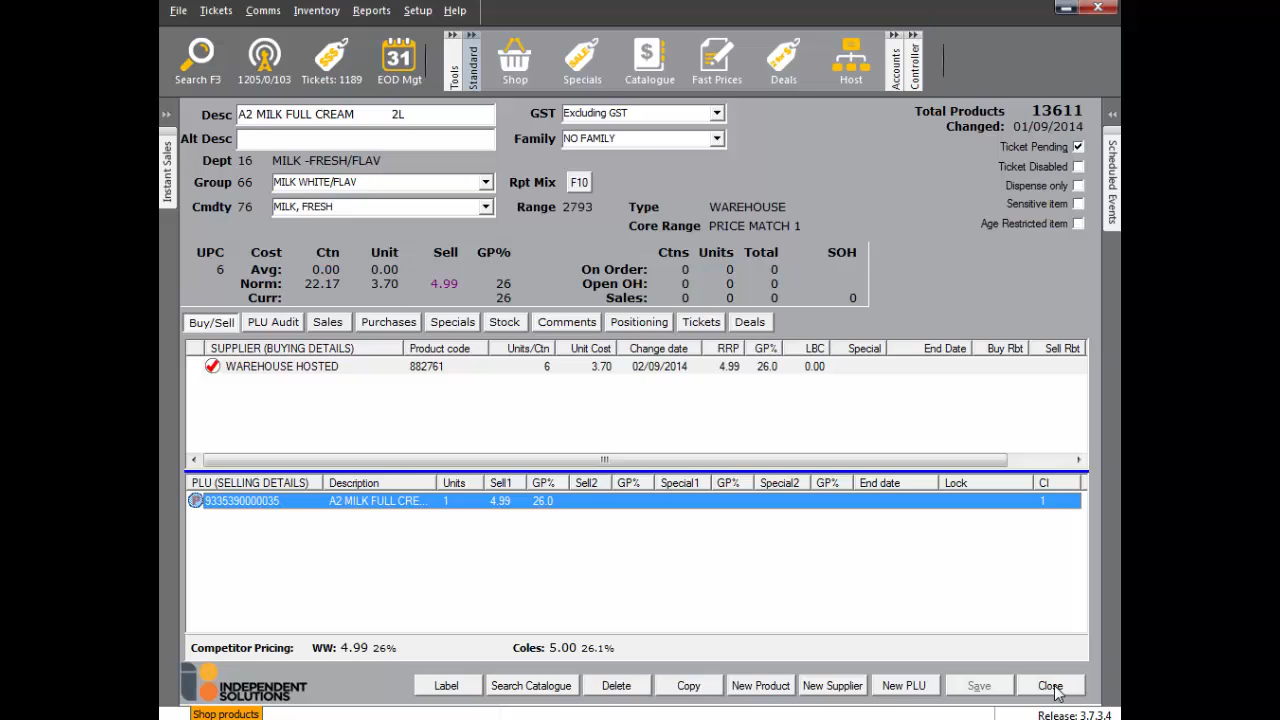 File Tickets Comms Inventory Reports Setup Help
Search F3 1205/0/103 Tickets: 1189 EOD Mgt Tools Standard Shop Specials Catalogue Fast Prices Deals Host Accounts Controller
Instant Sales
Scheduled Events
Desc A2 MILK FULL CREAM 2L GST Excluding GST Total Products 13611
Changed: 01/09/2014
Alt Desc Family NO FAMILY
Ticket Pending
Dept 16 MILK -FRESH/FLAV
Ticket Disabled
Group 66 MILK WHITE/FLAV Rpt Mix F10
Dispense only
Cmdty 76 MILK, FRESH Range 2793 Type WAREHOUSE
Sensitive item
Core Range PRICE MATCH 1
Age Restricted item
UPC Cost Ctn Unit Sell GP% Ctns Units Total SOH
6 Avg: 0.00 0.00 On Order: 0 0 0
Norm: 22.17 3.70 4.99 26 Open OH: 0 0 0
Curr: 26 Sales: 0 0 0 0
Buy/Sell PLU Audit Sales Purchases Specials Stock Comments Positioning Tickets Deals
SUPPLIER (BUYING DETAILS) Product code Units/Ctn Unit Cost Change date RRP GP% LBC Special End Date Buy Rbt Sell Rbt
WAREHOUSE HOSTED 882761 6 3.70 02/09/2014 4.99 26.0 0.00
PLU (SELLING DETAILS) Description Units Sell1 GP% Sell2 GP% Special1 GP% Special2 GP% End date Lock Cl
9335390000035 A2 MILK FULL CRE... 1 4.99 26.0 1
Competitor Pricing: WW: 4.99 26% Coles: 5.00 26.1%
INDEPENDENT
SOLUTIONS
Label Search Catalogue Delete Copy New Product New Supplier New PLU Save Close
Shop products Release: 3.7.3.4